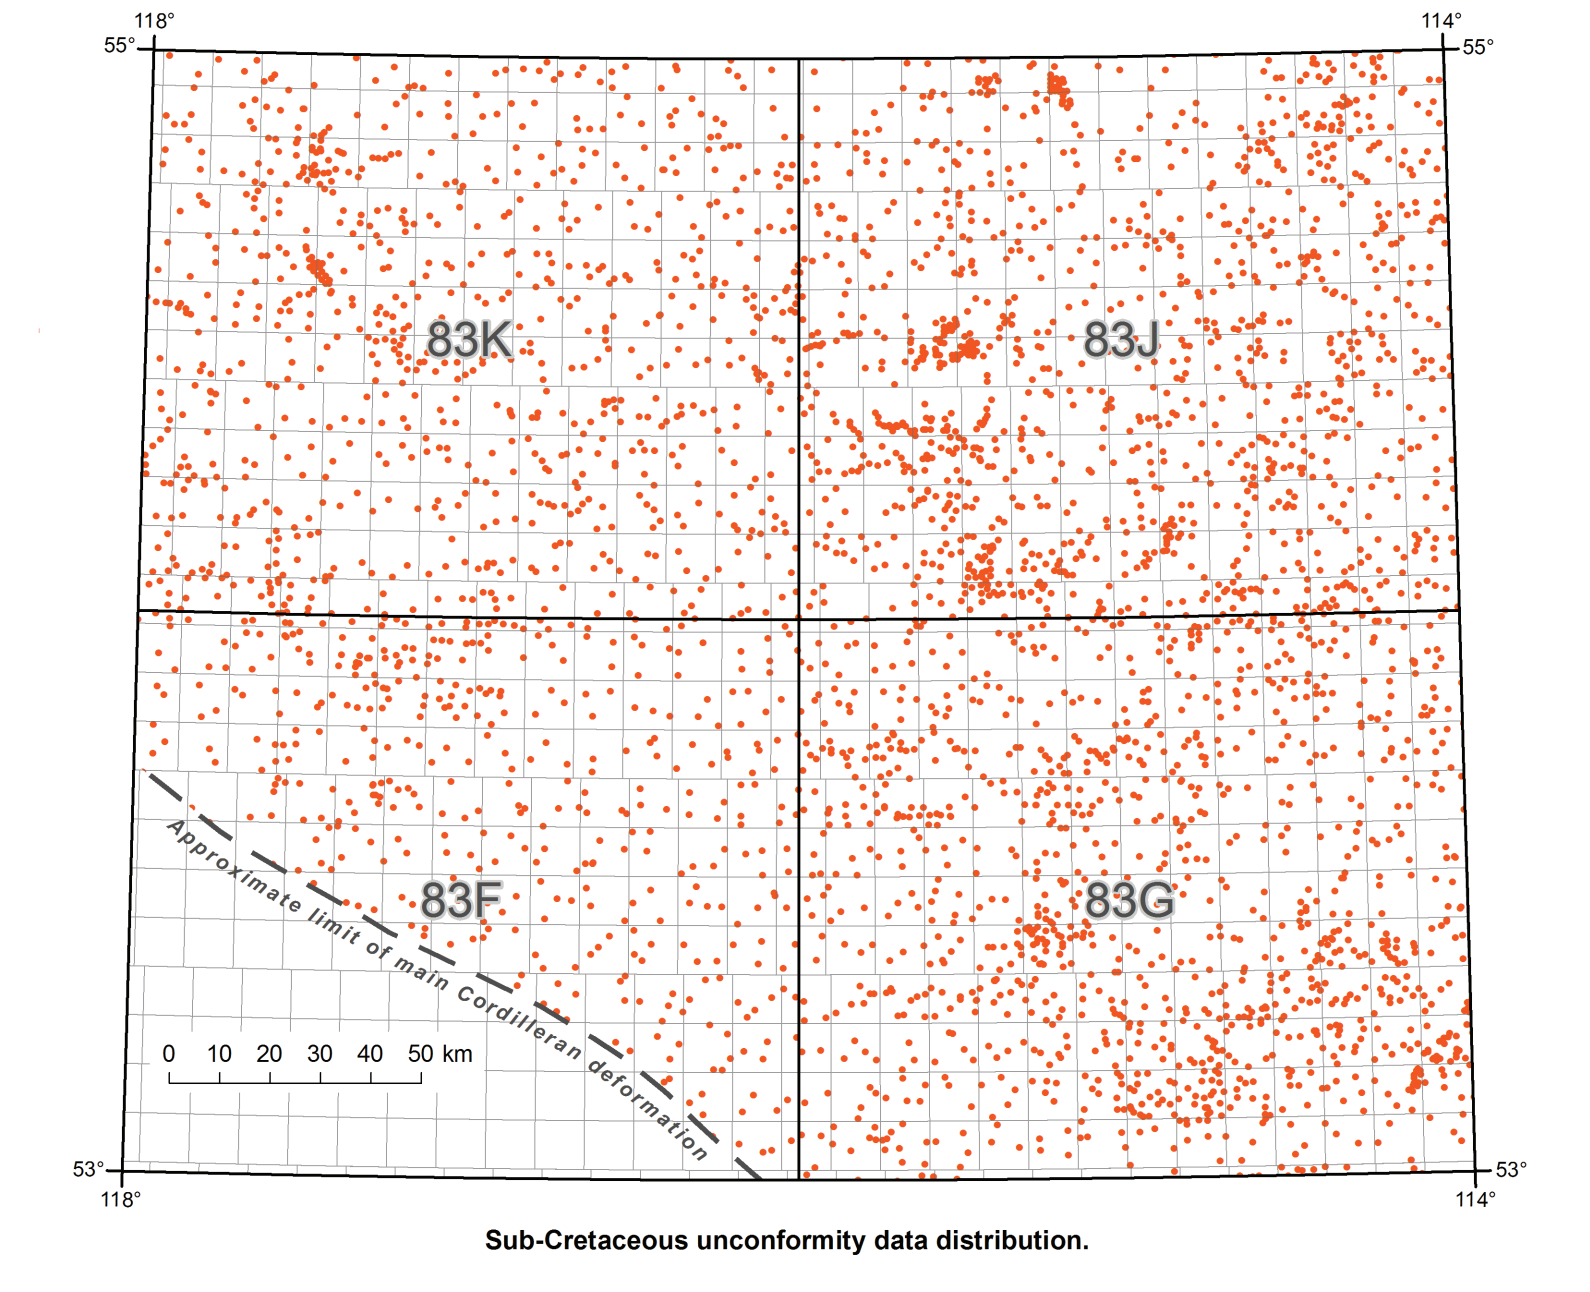 118° 114°
55° 55°
83K 83J
Approximate limit of main Cordilleran deformation
83F 83G
0 10 20 30 40 50 km
53° 53°
118° 114°
Sub-Cretaceous unconformity data distribution.